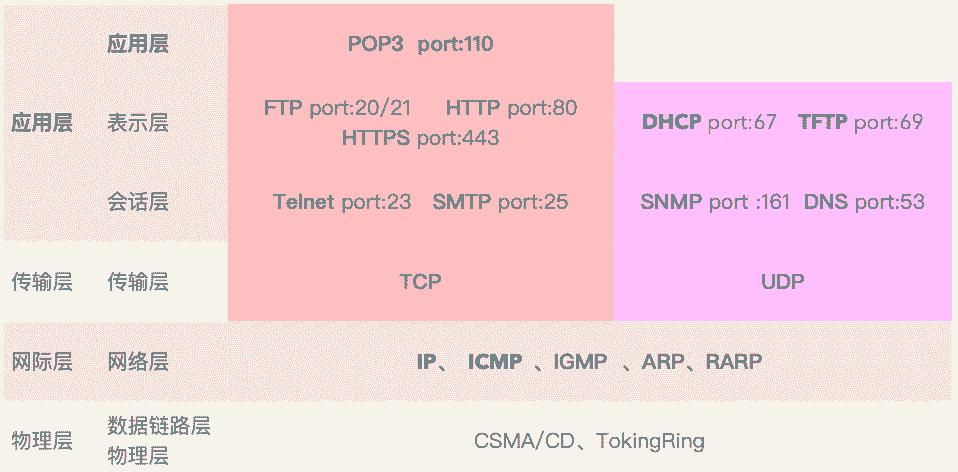 应用层 POP3 port:110
FTP port:20/21 HTTP port:80
应用层 表示层 HTTPS port:443 DHCP port:67 TFTP port:69
会话层 Telnet port:23 SMTP port:25 SNMP port :161 DNS port:53
传输层 传输层 TCP UDP
网际层 网络层 IP、 ICMP 、IGMP 、ARP、RARP
数据链路层
物理层 物理层 CSMA/CD、TokingRing